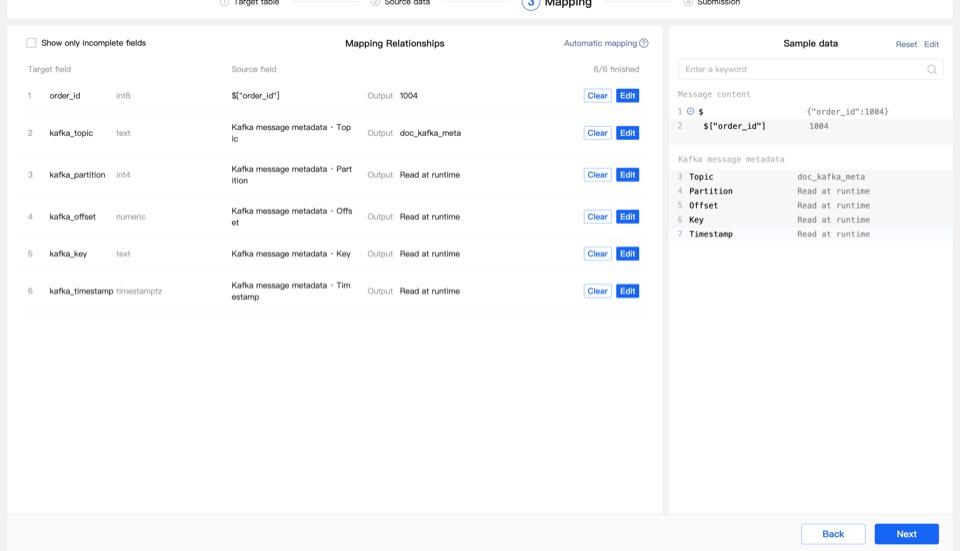 1 Target table 2 Source data 3 Mapping 4 Submission
Show only incomplete fields Mapping Relationships Automatic mapping ?
Target field Source field 6/6 finished
1 order_id int8 $["order_id"] Output 1004 Clear Edit
2 kafka_topic text Kafka message metadata · Top
ic Output doc_kafka_meta Clear Edit
3 kafka_partition int4 Kafka message metadata · Part
ition Output Read at runtime Clear Edit
4 kafka_offset numeric Kafka message metadata · Offs
et Output Read at runtime Clear Edit
5 kafka_key text Kafka message metadata · Key Output Read at runtime Clear Edit
6 kafka_timestamp timestamptz Kafka message metadata · Tim
estamp Output Read at runtime Clear Edit
Sample data Reset Edit
Enter a keyword
Message content
1 $ {"order_id":1004}
2 $["order_id"] 1004
Kafka message metadata
3 Topic doc_kafka_meta
4 Partition Read at runtime
5 Offset Read at runtime
6 Key Read at runtime
7 Timestamp Read at runtime
Back Next